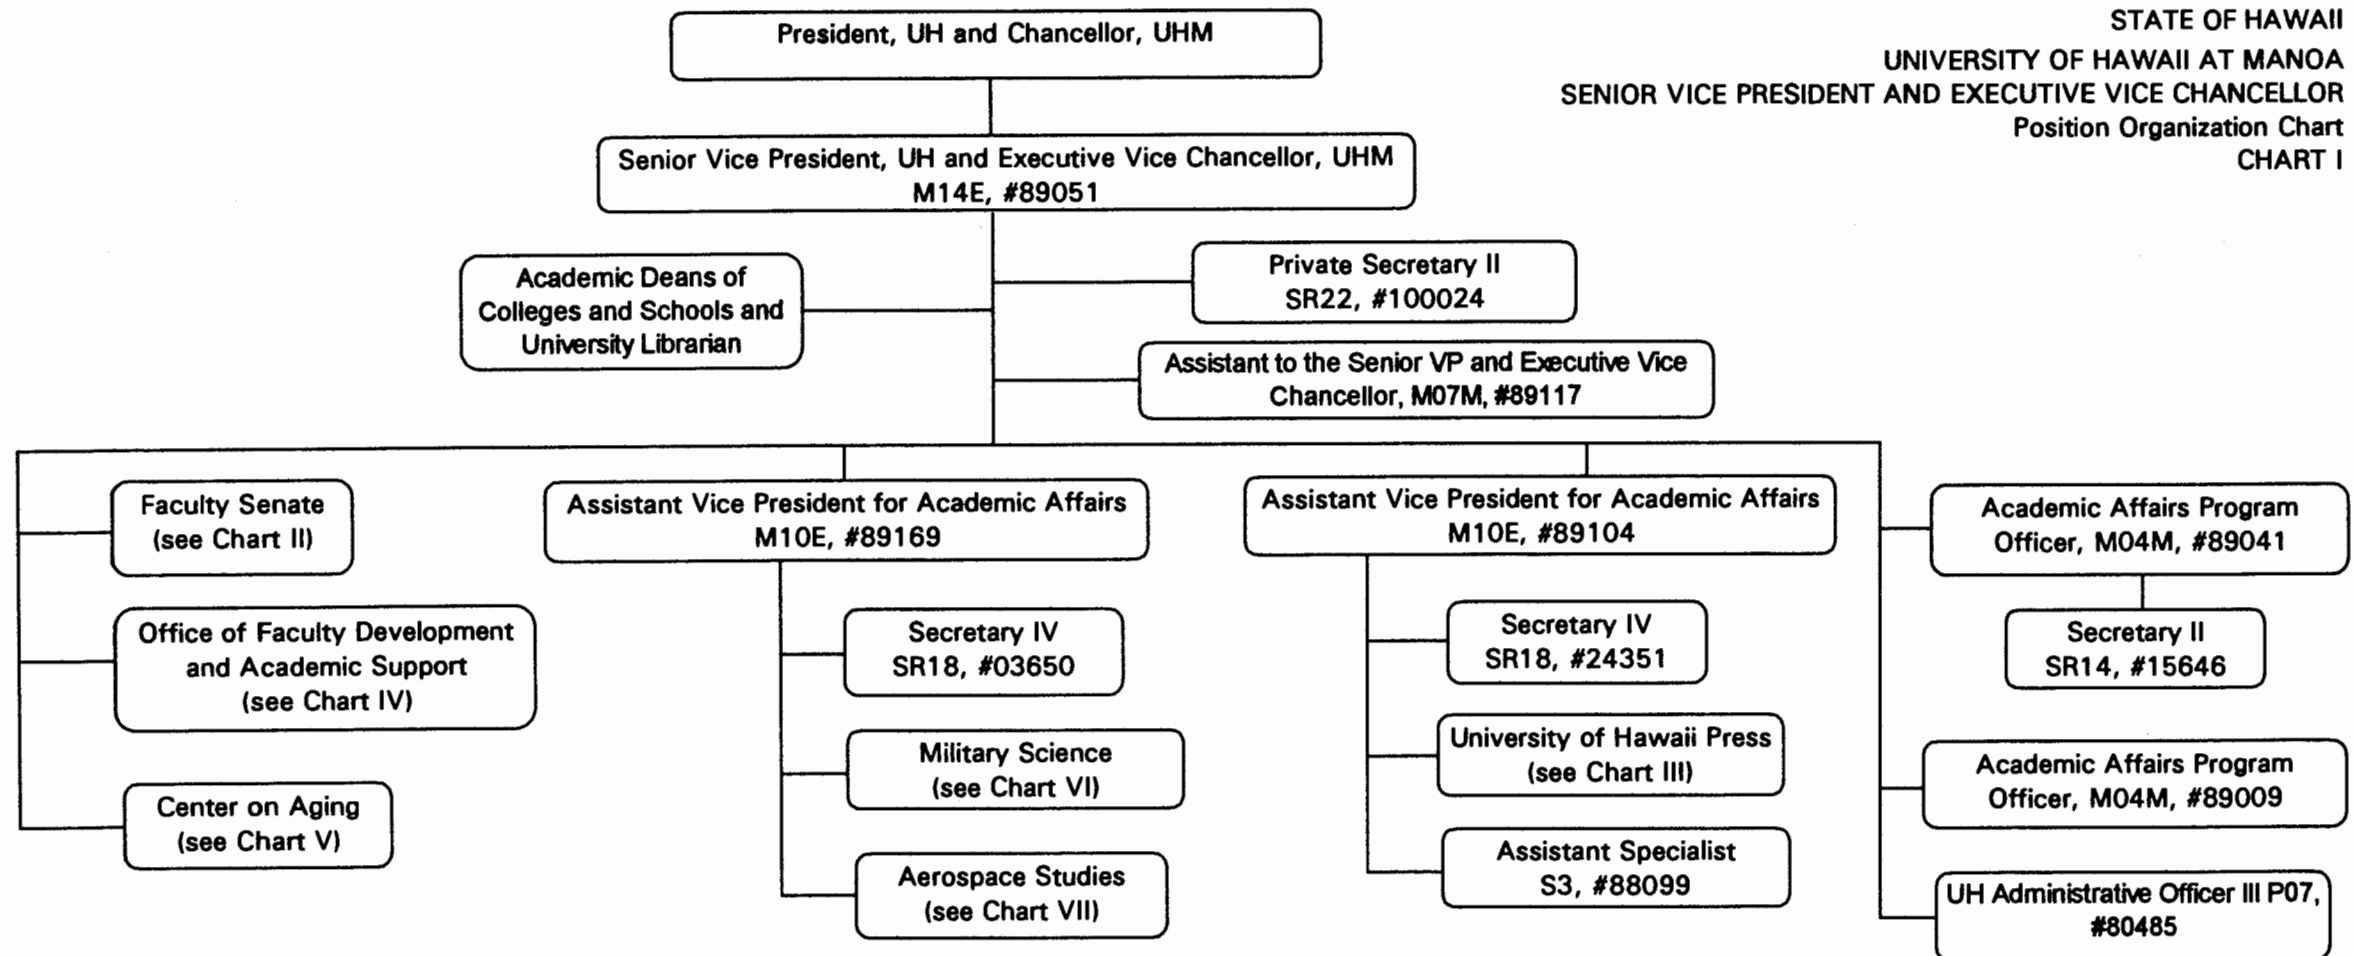 STATE OF HAWAII
UNIVERSITY OF HAWAII AT MANOA
SENIOR VICE PRESIDENT AND EXECUTIVE VICE CHANCELLOR
Position Organization Chart
CHART I
President, UH and Chancellor, UHM
Senior Vice President, UH and Executive Vice Chancellor, UHM
M14E, #89051
Academic Deans of
Colleges and Schools and
University Librarian
Private Secretary II
SR22, #100024
Assistant to the Senior VP and Executive Vice
Chancellor, M07M, #89117
Faculty Senate
(see Chart II)
Office of Faculty Development
and Academic Support
(see Chart IV)
Center on Aging
(see Chart V)
Assistant Vice President for Academic Affairs
M10E, #89169
Secretary IV
SR18, #03650
Military Science
(see Chart VI)
Aerospace Studies
(see Chart VII)
Assistant Vice President for Academic Affairs
M10E, #89104
Secretary IV
SR18, #24351
University of Hawaii Press
(see Chart III)
Assistant Specialist
S3, #88099
Academic Affairs Program
Officer, M04M, #89041
Secretary II
SR14, #15646
Academic Affairs Program
Officer, M04M, #89009
UH Administrative Officer III P07,
#80485